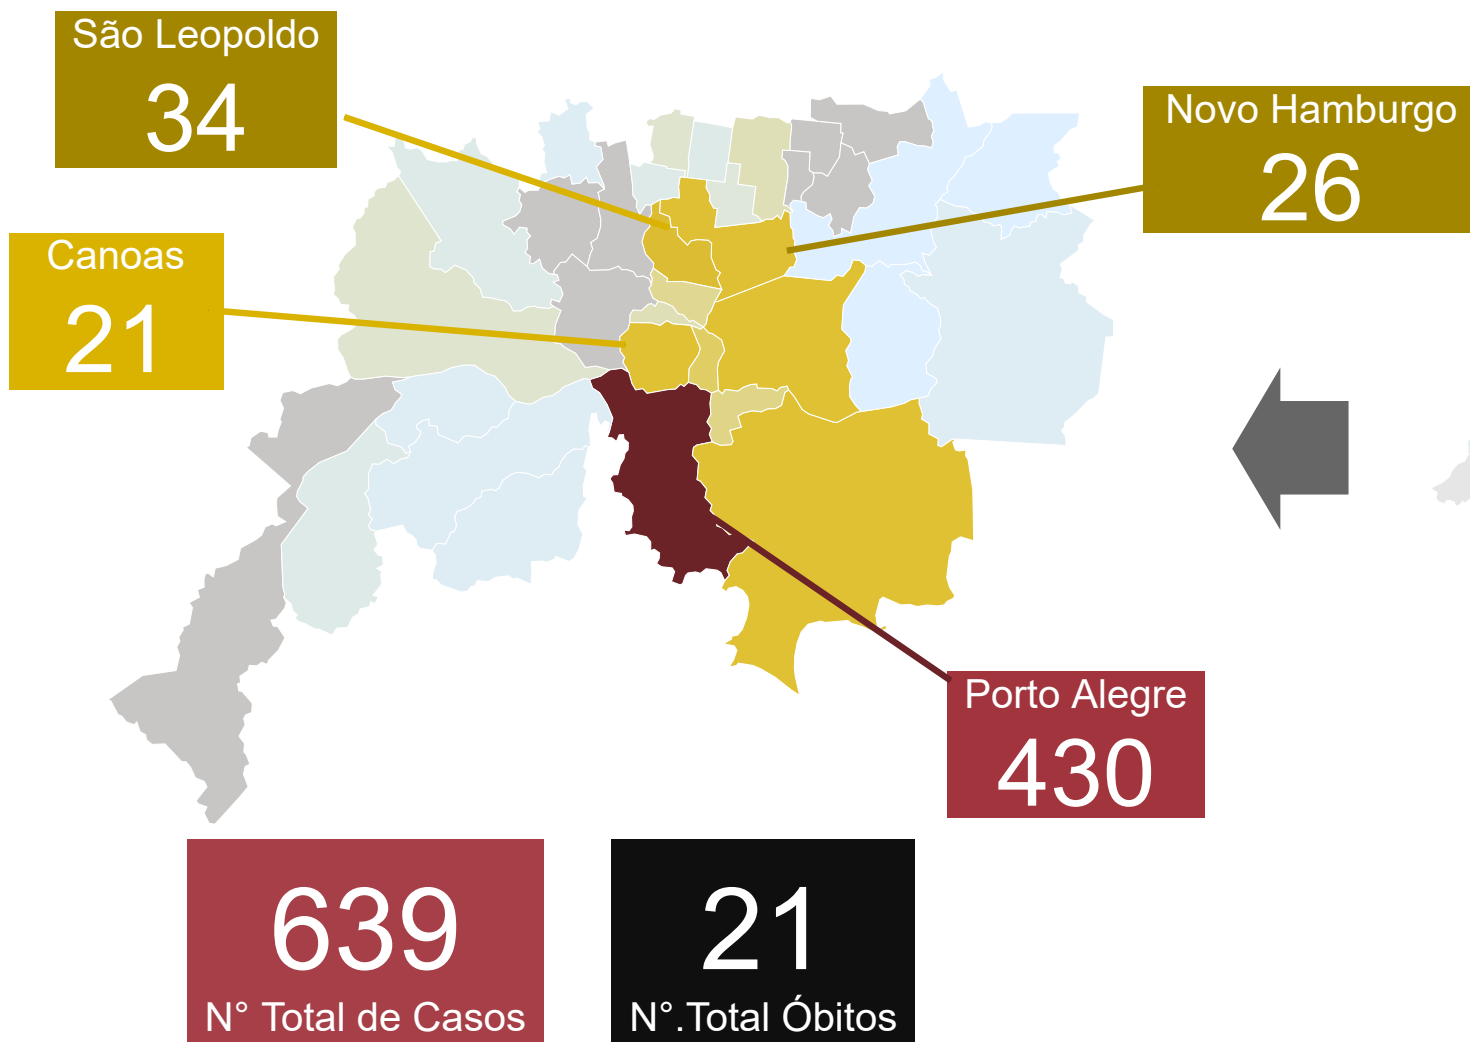 São Leopoldo
34
Novo Hamburgo
26
Canoas
21
Porto Alegre
430
639
N° Total de Casos
21
N°.Total Óbitos